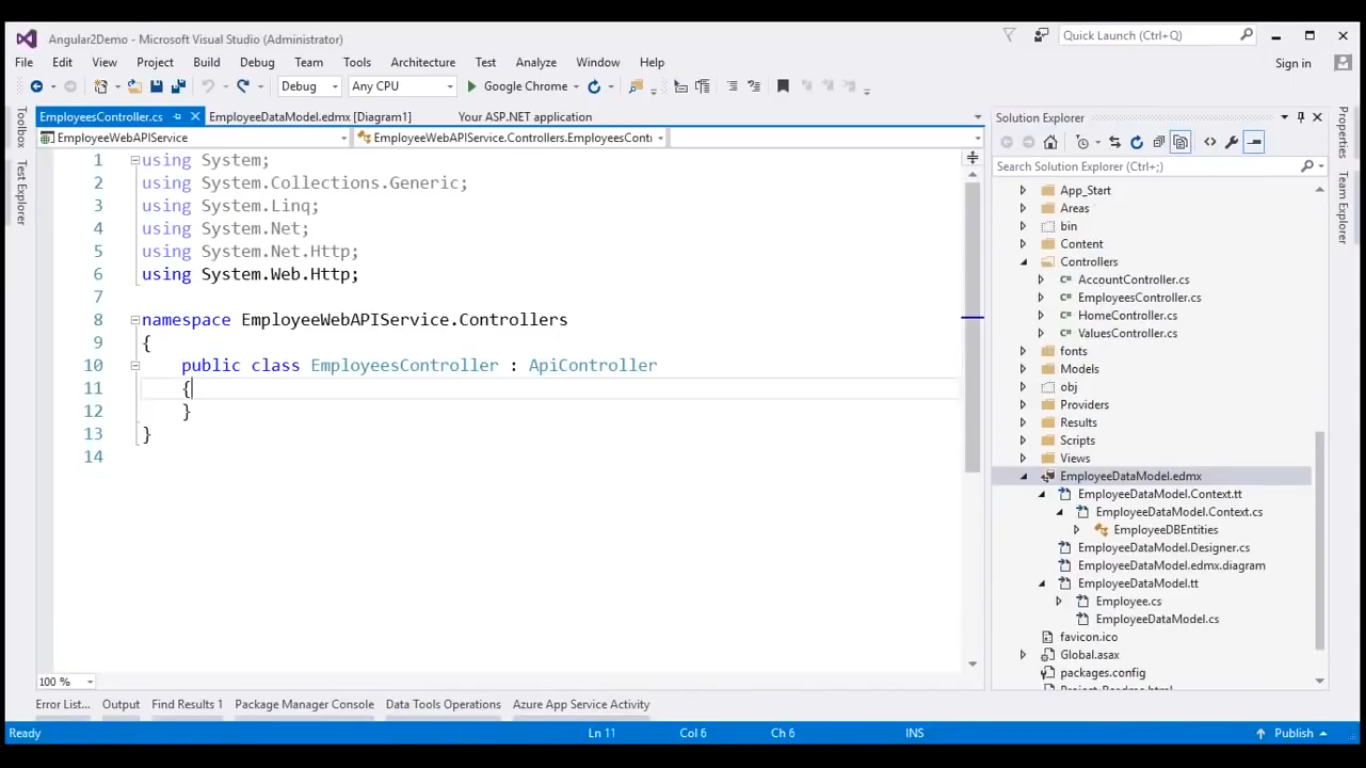 Angular2Demo - Microsoft Visual Studio (Administrator)
Quick Launch (Ctrl+Q)
File Edit View Project Build Debug Team Tools Architecture Test Analyze Window Help
Sign in
Debug Any CPU Google Chrome
EmployeesController.cs EmployeeDataModel.edmx [Diagram1] Your ASP.NET application
EmployeeWebAPIService EmployeeWebAPIService.Controllers.EmployeesConti
Toolbox
Test Explorer
1 using System;
2 using System.Collections.Generic;
3 using System.Linq;
4 using System.Net;
5 using System.Net.Http;
6 using System.Web.Http;
7
8 namespace EmployeeWebAPIService.Controllers
9 {
10 public class EmployeesController : ApiController
11 {
12 }
13 }
14
100 %
Solution Explorer
Search Solution Explorer (Ctrl+;)
App_Start
Areas
bin
Content
Controllers
C# AccountController.cs
C# EmployeesController.cs
C# HomeController.cs
C# ValuesController.cs
fonts
Models
obj
Providers
Results
Scripts
Views
EmployeeDataModel.edmx
EmployeeDataModel.Context.tt
EmployeeDataModel.Context.cs
EmployeeDBEntities
EmployeeDataModel.Designer.cs
EmployeeDataModel.edmx.diagram
EmployeeDataModel.tt
Employee.cs
EmployeeDataModel.cs
favicon.ico
Global.asax
packages.config
Project_Readme.html
Properties
Team Explorer
Error List... Output Find Results 1 Package Manager Console Data Tools Operations Azure App Service Activity
Ready Ln 11 Col 6 Ch 6 INS Publish